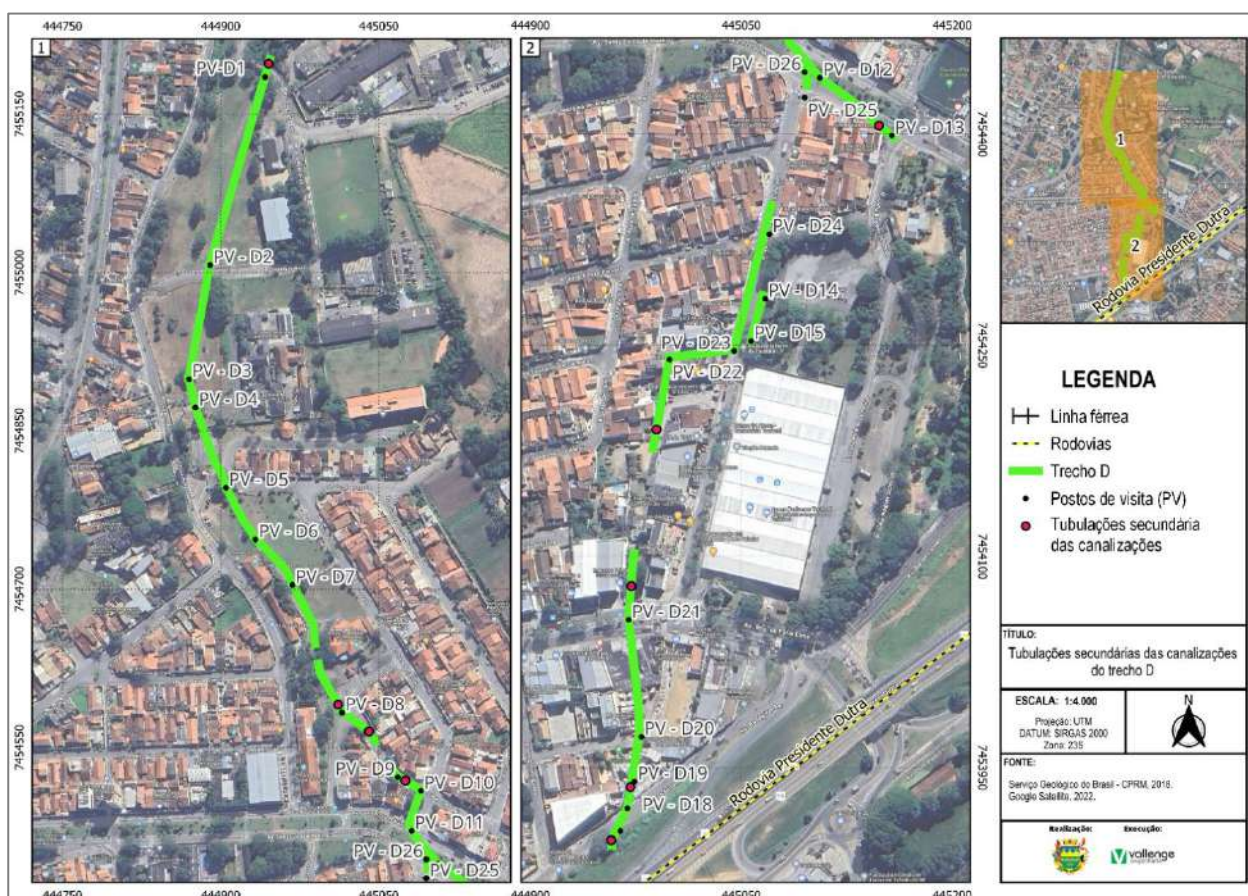 444750
444900
445050
444900
445050
445200
1
7455150
7455000
7454850
7454700
7454550
PV-D1
PV - D2
PV - D3
PV - D4
PV - D5
PV - D6
PV - D7
PV - D8
PV - D9
PV - D10
PV - D11
PV - D26
PV - D25
2
PV - D26
PV - D12
PV - D25
PV - D13
PV - D24
PV - D14
PV - D15
PV - D23
PV - D22
PV - D21
PV - D20
PV - D19
PV - D18
Rodovia Presidente Dutra
7454400
7454250
7454100
7453950
444750
444900
445050
444900
445050
445200
1
2
Rodovia Presidente Dutra
LEGENDA
Linha férrea
Rodovias
Trecho D
Postos de visita (PV)
Tubulações secundária
das canalizações
TÍTULO:
Tubulações secundárias das canalizações
do trecho D
ESCALA: 1:4.000
Projeção: UTM
DATUM: SIRGAS 2000
Zona: 23S
N
FONTE:
Serviço Geológico do Brasil - CPRM, 2018.
Google Satellite, 2022.
Realização:
Execução:
vallenge